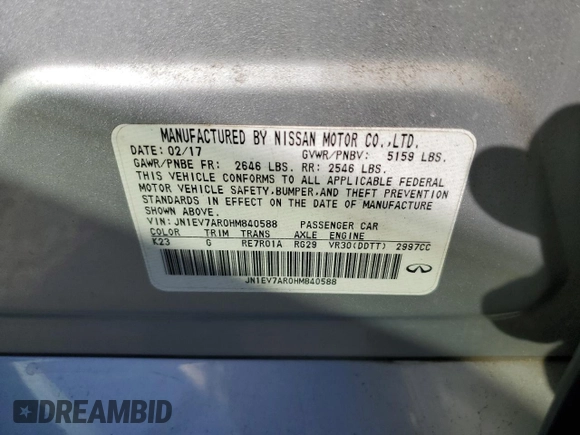 MANUFACTURED BY NISSAN MOTOR CO.,LTD.
DATE: 02/17 GVWR/PNBV: 5159 LBS.
GAWR/PNBE FR: 2646 LBS. RR: 2546 LBS.
THIS VEHICLE CONFORMS TO ALL APPLICABLE FEDERAL
MOTOR VEHICLE SAFETY,BUMPER,AND THEFT PREVENTION
STANDARDS IN EFFECT ON THE DATE OF MANUFACTURE
SHOWN ABOVE.
VIN: JN1EV7AR0HM840588 PASSENGER CAR
COLOR TRIM TRANS AXLE ENGINE
K23 G RE7R01A RG29 VR30(DDTT) 2997CC
JN1EV7AR0HM840588
DREAMBID